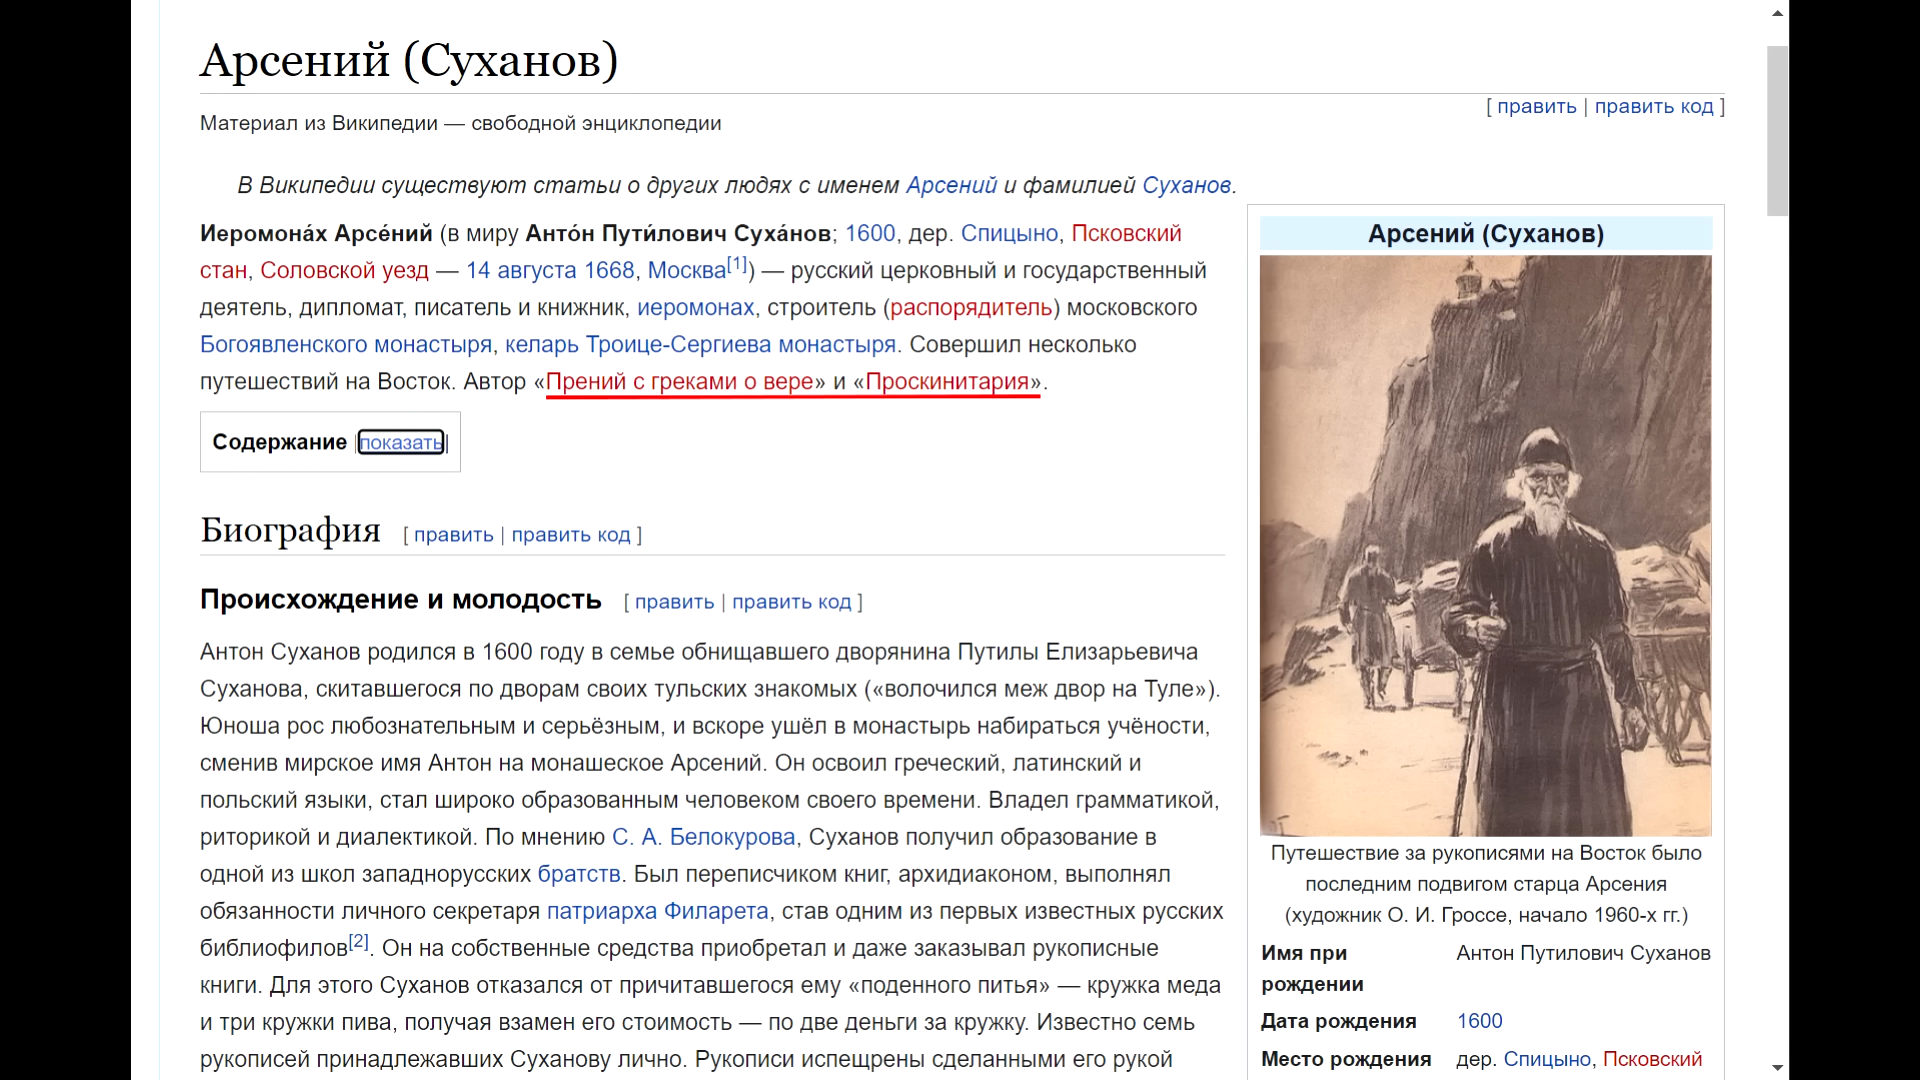 Арсений (Суханов)
[ править | править код ]
Материал из Википедии — свободной энциклопедии
В Википедии существуют статьи о других людях с именем Арсений и фамилией Суханов.
Иеромона́х Арсе́ний (в миру Анто́н Пути́лович Суха́нов; 1600, дер. Спицыно, Псковский
стан, Соловской уезд — 14 августа 1668, Москва[1]) — русский церковный и государственный
деятель, дипломат, писатель и книжник, иеромонах, строитель (распорядитель) московского
Богоявленского монастыря, келарь Троице-Сергиева монастыря. Совершил несколько
путешествий на Восток. Автор «Прений с греками о вере» и «Проскинитария».
Содержание [показать]
Биография [ править | править код ]
Происхождение и молодость [ править | править код ]
Антон Суханов родился в 1600 году в семье обнищавшего дворянина Путилы Елизарьевича
Суханова, скитавшегося по дворам своих тульских знакомых («волочился меж двор на Туле»).
Юноша рос любознательным и серьёзным, и вскоре ушёл в монастырь набираться учёности,
сменив мирское имя Антон на монашеское Арсений. Он освоил греческий, латинский и
польский языки, стал широко образованным человеком своего времени. Владел грамматикой,
риторикой и диалектикой. По мнению С. А. Белокурова, Суханов получил образование в
одной из школ западнорусских братств. Был переписчиком книг, архидиаконом, выполнял
обязанности личного секретаря патриарха Филарета, став одним из первых известных русских
библиофилов[2]. Он на собственные средства приобретал и даже заказывал рукописные
книги. Для этого Суханов отказался от причитавшегося ему «поденного питья» — кружка меда
и три кружки пива, получая взамен его стоимость — по две деньги за кружку. Известно семь
рукописей принадлежавших Суханову лично. Рукописи испещрены сделанными его рукой
Арсений (Суханов)
Путешествие за рукописями на Восток было
последним подвигом старца Арсения
(художник О. И. Гроссе, начало 1960-х гг.)
Имя при Антон Путилович Суханов
рождении
Дата рождения 1600
Место рождения дер. Спицыно, Псковский